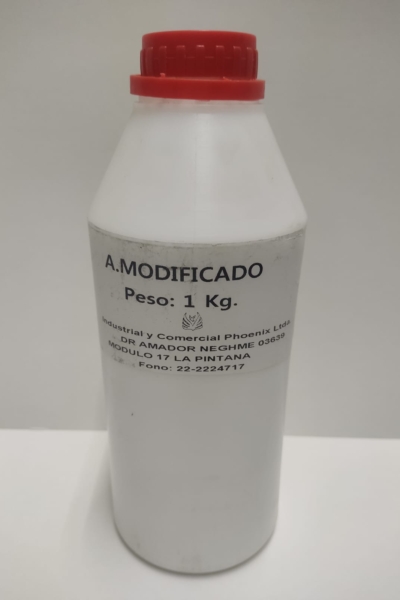 A.MODIFICADO
Peso: 1 Kg.
Industrial y Comercial Phoenix Ltda.
DR AMADOR NEGHME 03639
MODULO 17 LA PINTANA
Fono: 22-2224717